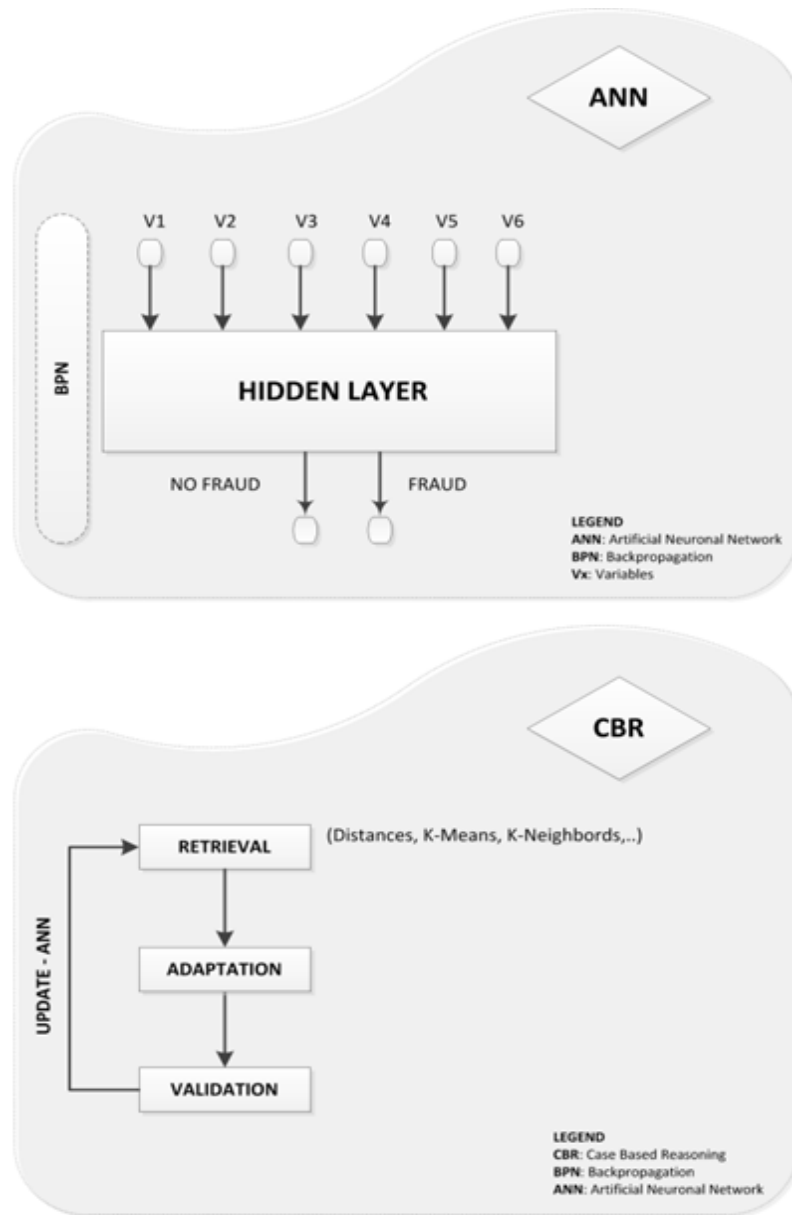 ANN
V1 V2 V3 V4 V5 V6
BPN
HIDDEN LAYER
NO FRAUD FRAUD
LEGEND
ANN: Artificial Neuronal Network
BPN: Backpropagation
Vx: Variables
CBR
RETRIEVAL (Distances, K-Means, K-Neighbords,..)
UPDATE - ANN
ADAPTATION
VALIDATION
LEGEND
CBR: Case Based Reasoning
BPN: Backpropagation
ANN: Artificial Neuronal Network